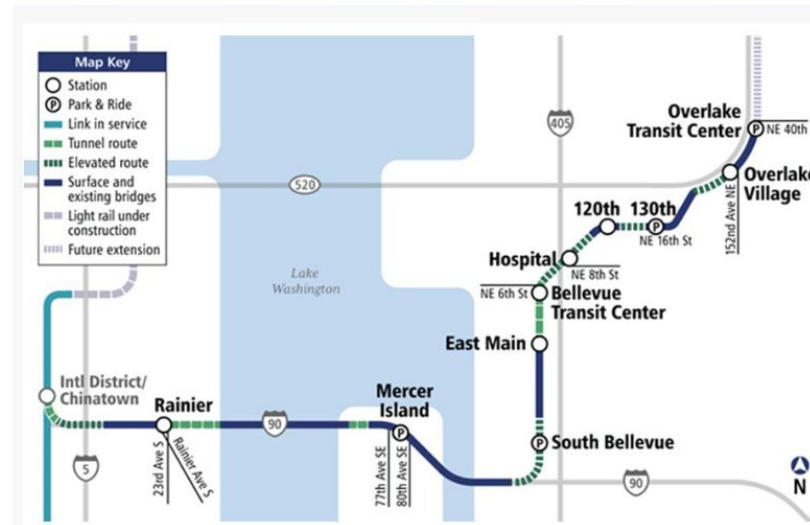 Map Key
Station
P
Park & Ride
Link in service
Tunnel route
Elevated route
Surface and
existing bridges
Light rail under
construction
Future extension
405
Overlake
Transit Center
P
NE 40th
520
120th
130th
P
NE 16th St
Overlake
Village
152nd Ave NE
Hospital
NE 8th St
Lake
Washington
NE 6th St
Bellevue
Transit Center
East Main
Intl District/
Chinatown
Rainier
Mercer
Island
90
P
P
South Bellevue
5
23rd Ave S
Rainier Ave S
77th Ave SE
80th Ave SE
90
N